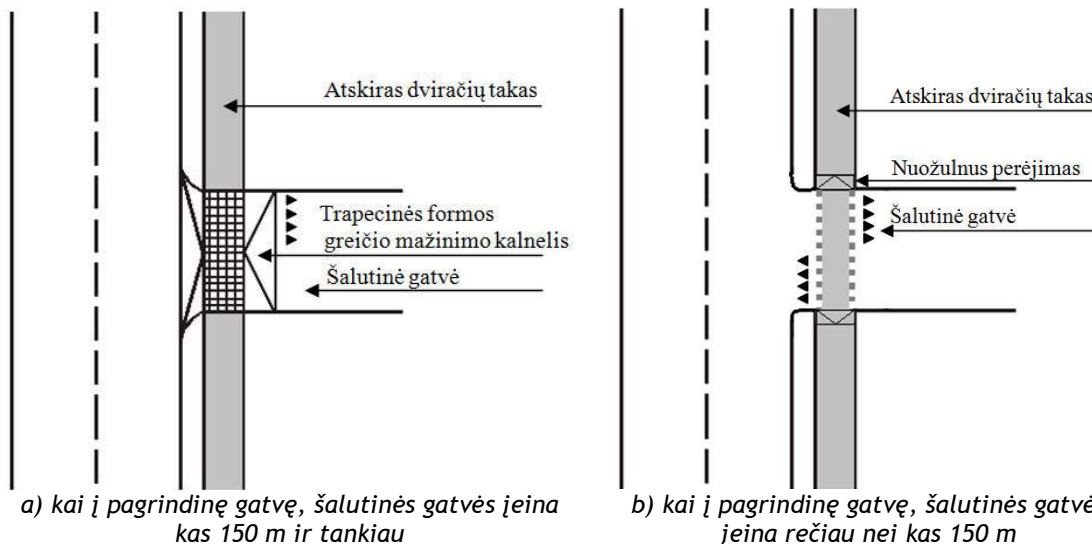 Atskiras dviračių takas
Trapecinės formos
greičio mažinimo kalnelis
Šalutinė gatvė
a) kai į pagrindinę gatvę, šalutinės gatvės įeina
kas 150 m ir tankiau
Atskiras dviračių takas
Nuožulnus perėjimas
Šalutinė gatvė
b) kai į pagrindinę gatvę, šalutinės gatvė
įeina rečiau nei kas 150 m